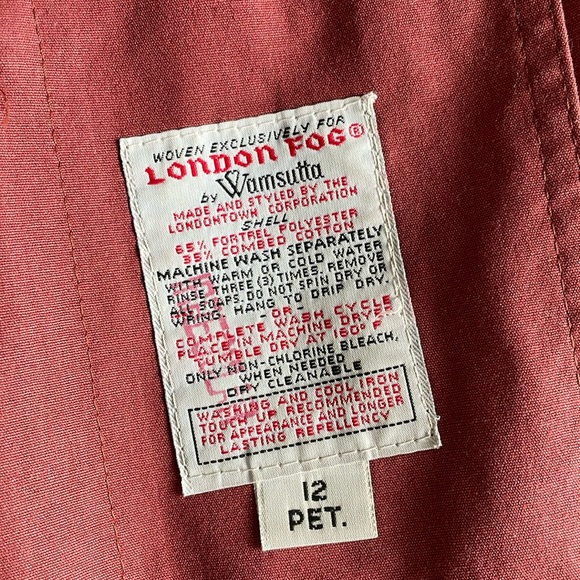 WOVEN EXCLUSIVELY FOR
LONDON FOG®
by Wamsutta
MADE AND STYLED BY THE
LONDONTOWN CORPORATION
SHELL
65% FORTREL POLYESTER
35% COMBED COTTON
MACHINE WASH SEPARATELY
WITH WARM OR COLD WATER
RINSE THREE (3) TIMES. REMOVE
ALL SOAPS. DO NOT SPIN DRY OR
WRING. HANG TO DRIP DRY.
- OR -
COMPLETE WASH CYCLE
PLACE IN MACHINE DRYER
TUMBLE DRY AT 160° F
ONLY NON-CHLORINE BLEACH,
WHEN NEEDED
DRY CLEANABLE
WASHING AND COOL IRON
TOUCH UP RECOMMENDED
FOR APPEARANCE AND LONGER
LASTING REPELLENCY
12
PET.